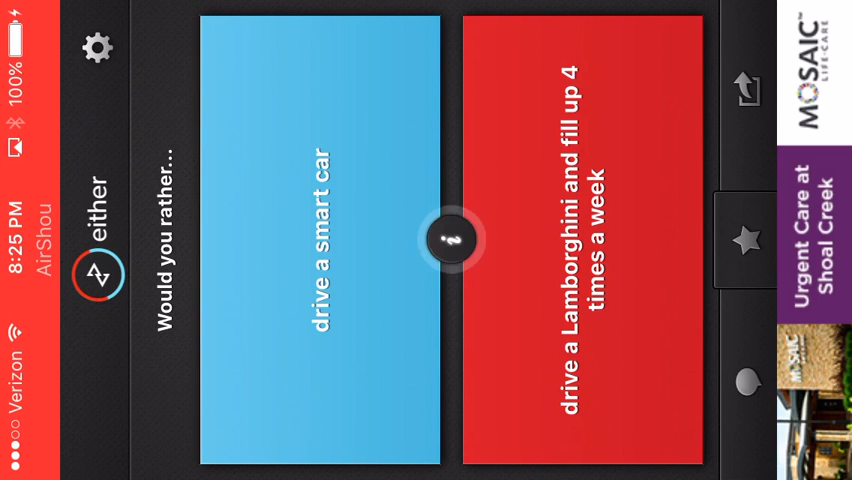 Verizon 8:25 PM 100%
AirShou
either
Would you rather...
drive a smart car
i
drive a Lamborghini and fill up 4
times a week
MOSAIC
Urgent Care at
Shoal Creek
MOSAIC™
LIFE·CARE